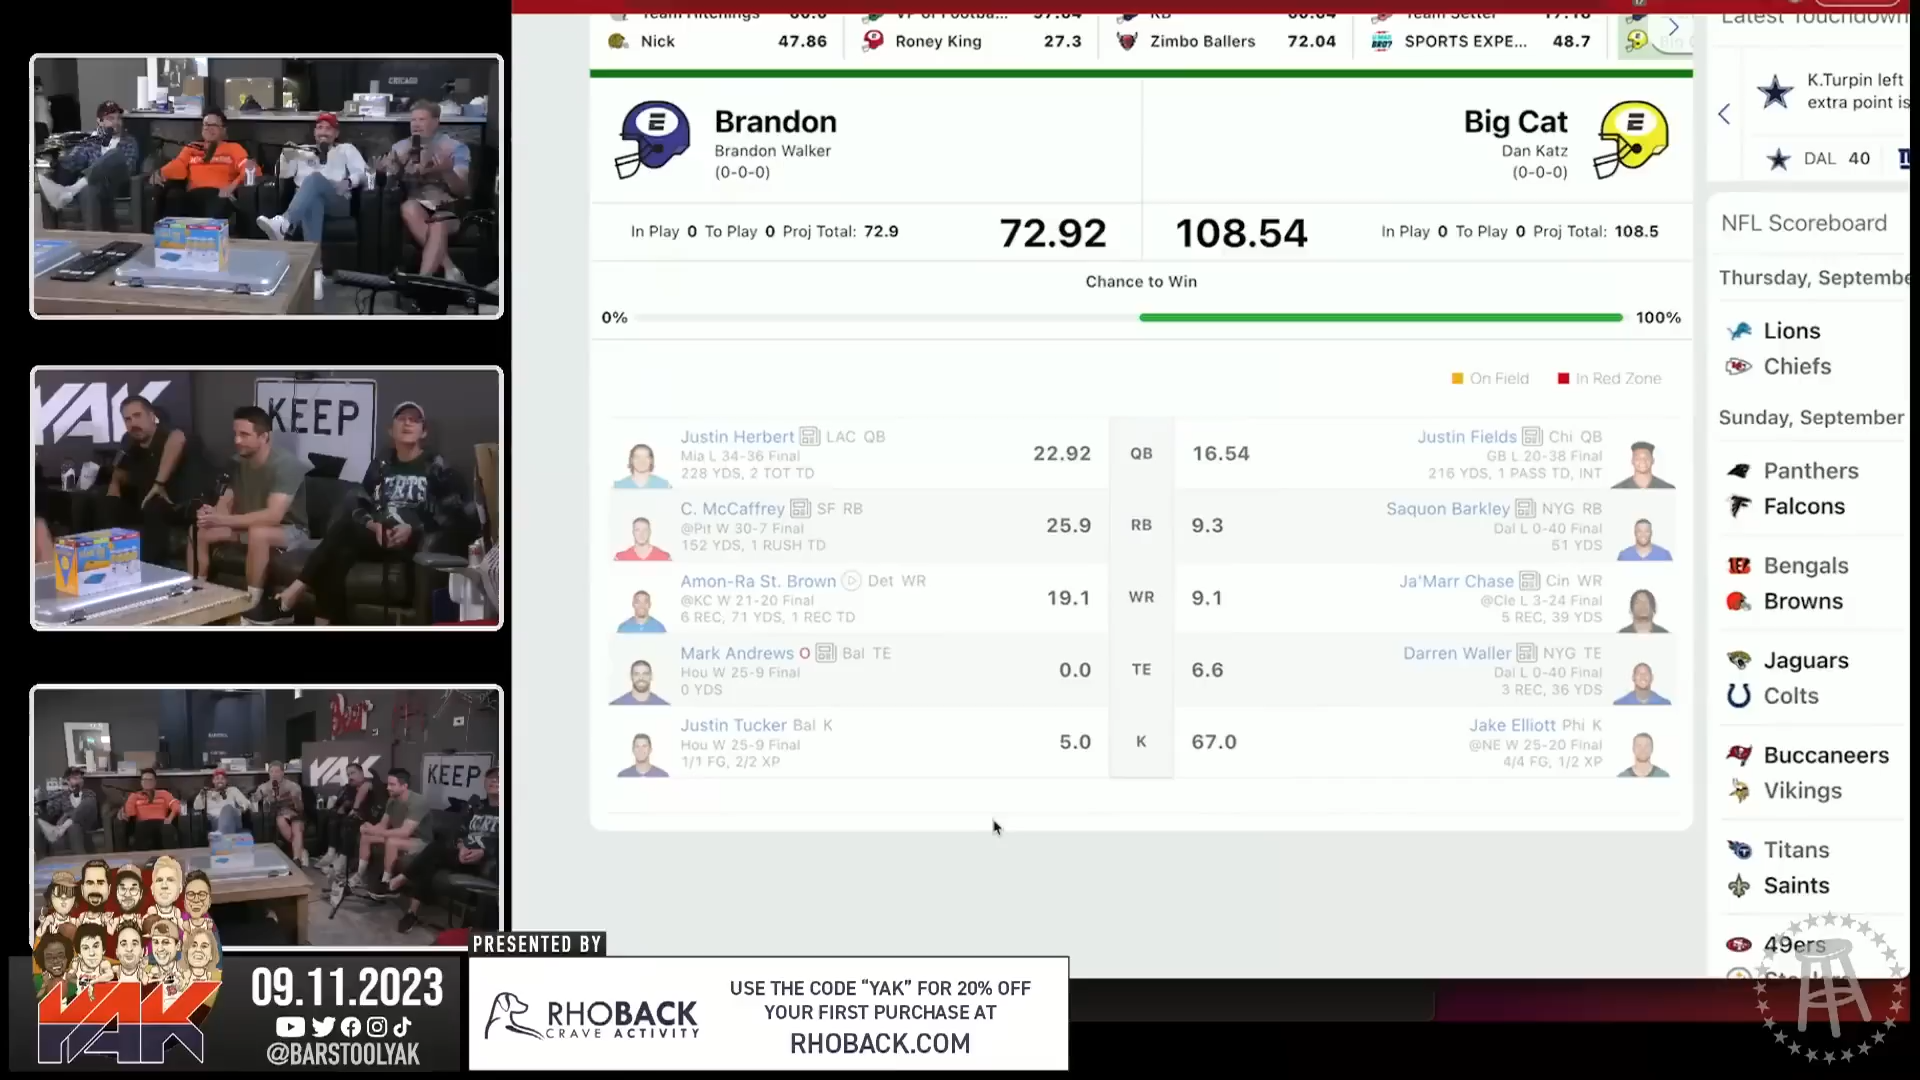 Nick 47.86
Roney King 27.3
Zimbo Ballers 72.04
SPORTS EXPE... 48.7
Latest Touchdown
K.Turpin left
extra point is
DAL 40
Brandon
Brandon Walker
(0-0-0)
Big Cat
Dan Katz
(0-0-0)
In Play 0 To Play 0 Proj Total: 72.9
72.92
108.54
In Play 0 To Play 0 Proj Total: 108.5
Chance to Win
0%
100%
On Field
In Red Zone
Justin Herbert LAC QB
Mia L 34-36 Final
228 YDS, 2 TOT TD
22.92
QB
16.54
Justin Fields Chi QB
GB L 20-38 Final
216 YDS, 1 PASS TD, INT
C. McCaffrey SF RB
@Pit W 30-7 Final
152 YDS, 1 RUSH TD
25.9
RB
9.3
Saquon Barkley NYG RB
Dal L 0-40 Final
51 YDS
Amon-Ra St. Brown Det WR
@KC W 21-20 Final
6 REC, 71 YDS, 1 REC TD
19.1
WR
9.1
Ja'Marr Chase Cin WR
@Cle L 3-24 Final
5 REC, 39 YDS
Mark Andrews O Bal TE
Hou W 25-9 Final
0 YDS
0.0
TE
6.6
Darren Waller NYG TE
Dal L 0-40 Final
3 REC, 36 YDS
Justin Tucker Bal K
Hou W 25-9 Final
1/1 FG, 2/2 XP
5.0
K
67.0
Jake Elliott Phi K
@NE W 25-20 Final
4/4 FG, 1/2 XP
NFL Scoreboard
Thursday, Septembe
Lions
Chiefs
Sunday, September
Panthers
Falcons
Bengals
Browns
Jaguars
Colts
Buccaneers
Vikings
Titans
Saints
49ers
CHICAGO
YAK
KEEP
Beer
YAK
KEEP
PRESENTED BY
YAK
09.11.2023
@BARSTOOLYAK
RHOBACK
CRAVE ACTIVITY
USE THE CODE “YAK” FOR 20% OFF
YOUR FIRST PURCHASE AT
RHOBACK.COM